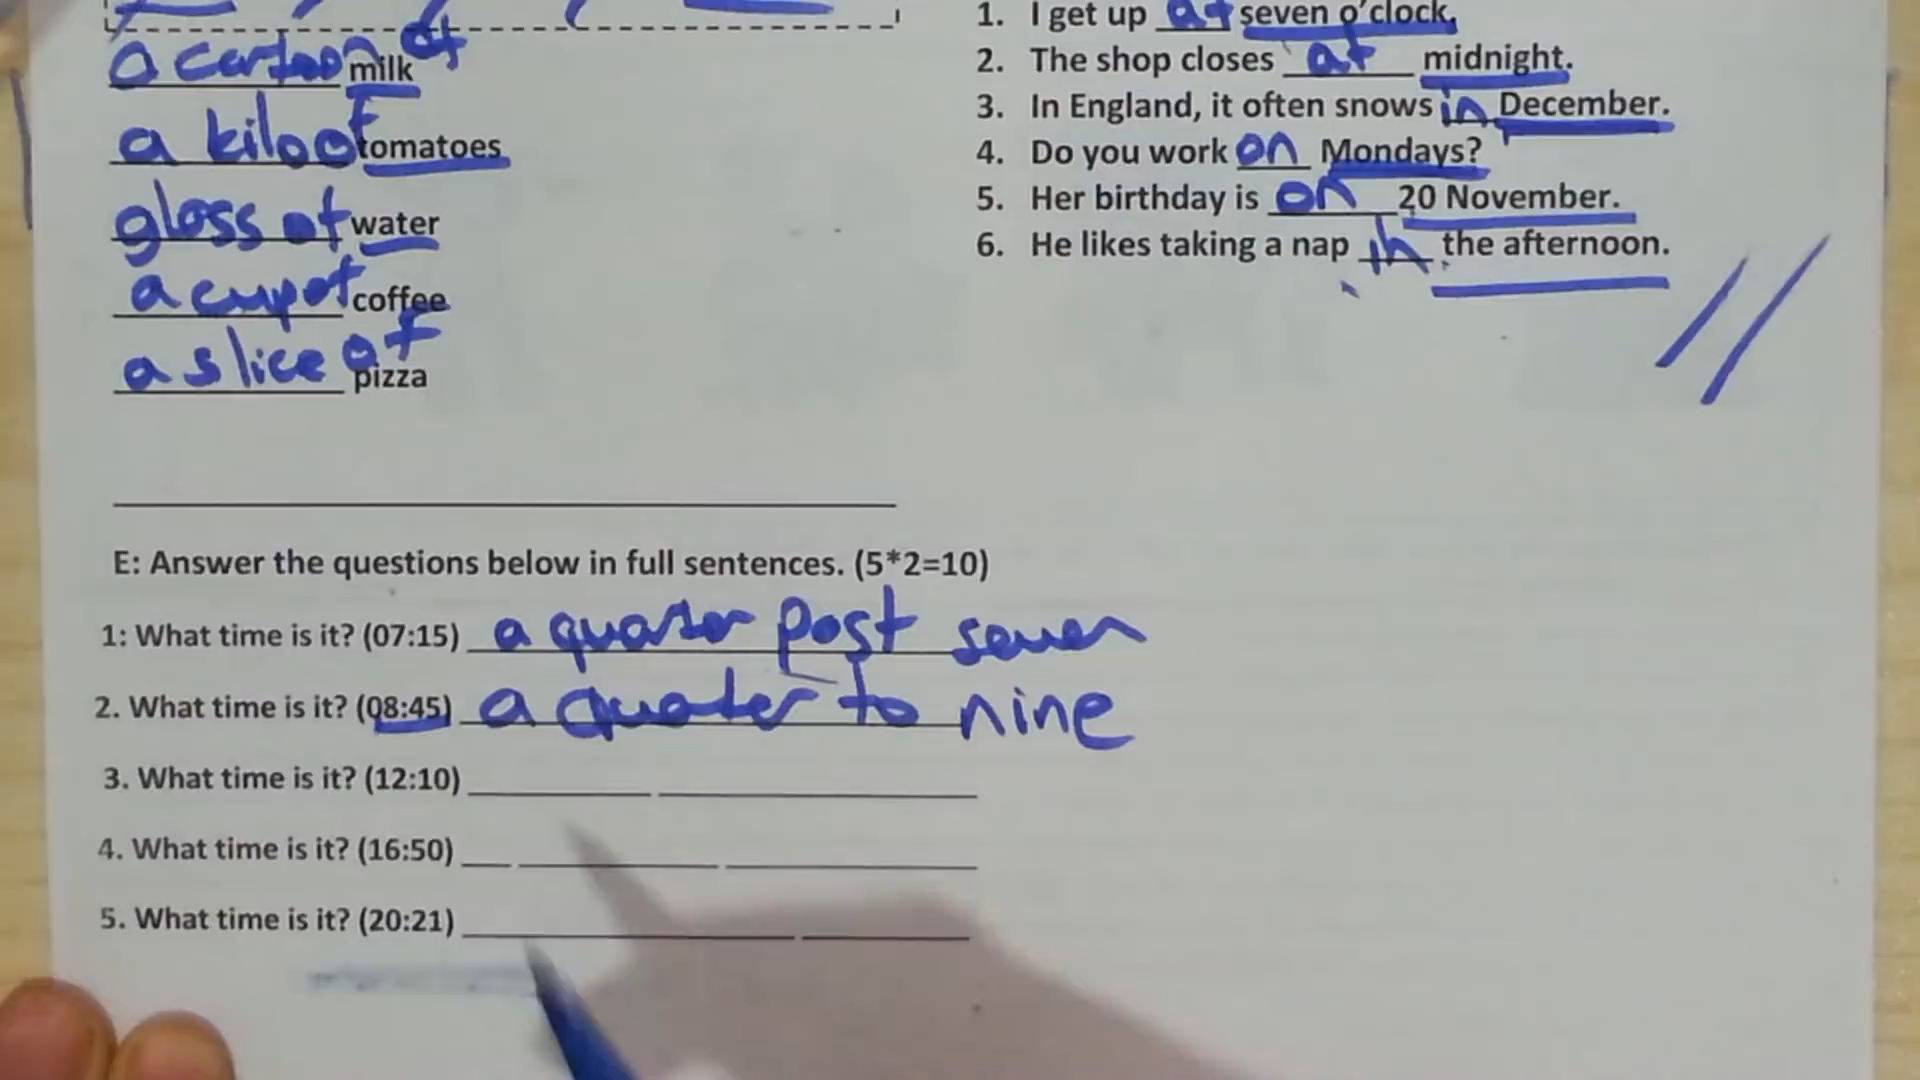 a carton of milk
a kilo of tomatoes
glass of water
a cup of coffee
a slice of pizza
1. I get up at seven o'clock.
2. The shop closes at midnight.
3. In England, it often snows in December.
4. Do you work on Mondays?
5. Her birthday is on 20 November.
6. He likes taking a nap in the afternoon.
E: Answer the questions below in full sentences. (5*2=10)
1: What time is it? (07:15) a quarter past seven
2. What time is it? (08:45) a quater to nine
3. What time is it? (12:10)
4. What time is it? (16:50)
5. What time is it? (20:21)